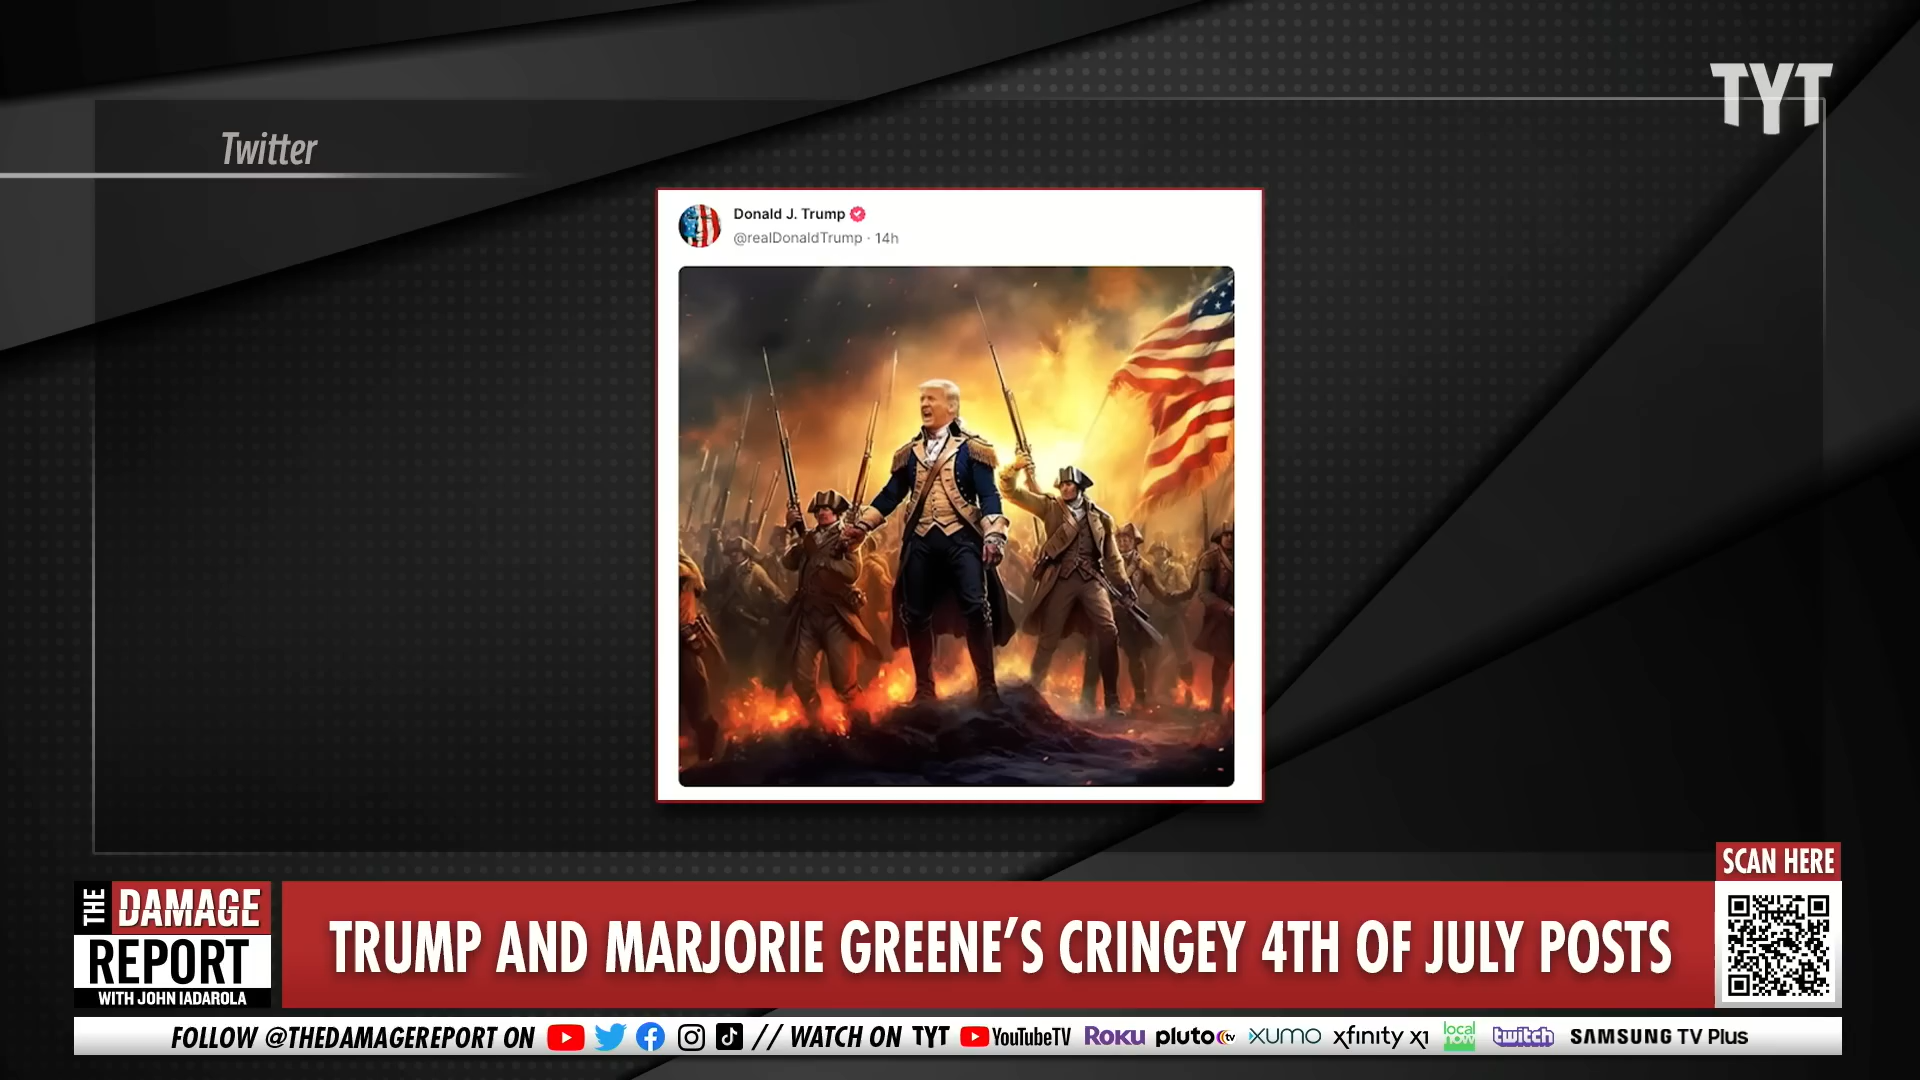 TYT
Twitter
Donald J. Trump
@realDonaldTrump · 14h
SCAN HERE
THE DAMAGE
REPORT
WITH JOHN IADAROLA
TRUMP AND MARJORIE GREENE'S CRINGEY 4TH OF JULY POSTS
FOLLOW @THEDAMAGEREPORT ON // WATCH ON TYT YouTubeTV ROKU pluto tv xumo xfinity x1 local now twitch SAMSUNG TV Plus